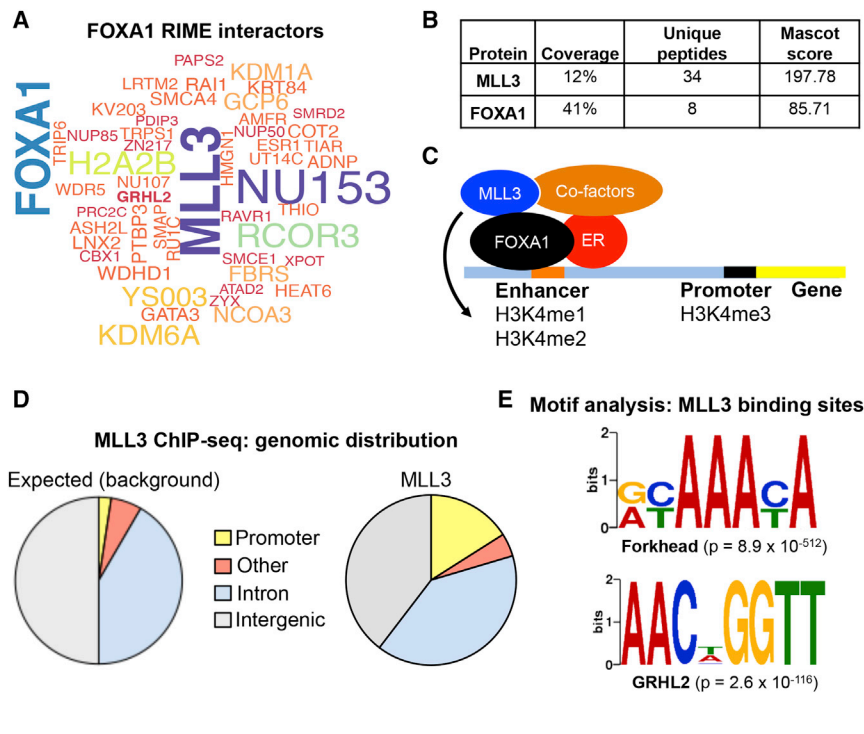 A
FOXA1 RIME interactors
PAPS2
KDM1A
LRTM2 RAI1 KRT84
SMCA4 GCP6
KV203 AMFR SMRD2
PDIP3
NUP85 TRPS1 NUP50 COT2
ZN217 ESR1 TIAR
FOXA1
TRIP6
H2A2B
MLL3
HMGN1
UT14C ADNP
WDR5 NU107
GRHL2
NU153
PRC2C
PTBP3
SMAP
RU1C
RAVR1 THIO
ASH2L
LNX2
RCOR3
CBX1
SMCE1 XPOT
WDHD1 FBRS
YS003 ATAD2 HEAT6
ZYX
GATA3 NCOA3
KDM6A
B
Protein Coverage Unique peptides Mascot score
MLL3 12% 34 197.78
FOXA1 41% 8 85.71
C
MLL3 Co-factors
FOXA1 ER
Enhancer Promoter Gene
H3K4me1 H3K4me3
H3K4me2
D
MLL3 ChIP-seq: genomic distribution
Expected (background) MLL3
Promoter
Other
Intron
Intergenic
E
Motif analysis: MLL3 binding sites
2
1
0
bits
GCAAACA
AT T
Forkhead (p = 8.9 x 10-512)
2
1
0
bits
AACTGGTT
A
GRHL2 (p = 2.6 x 10-116)